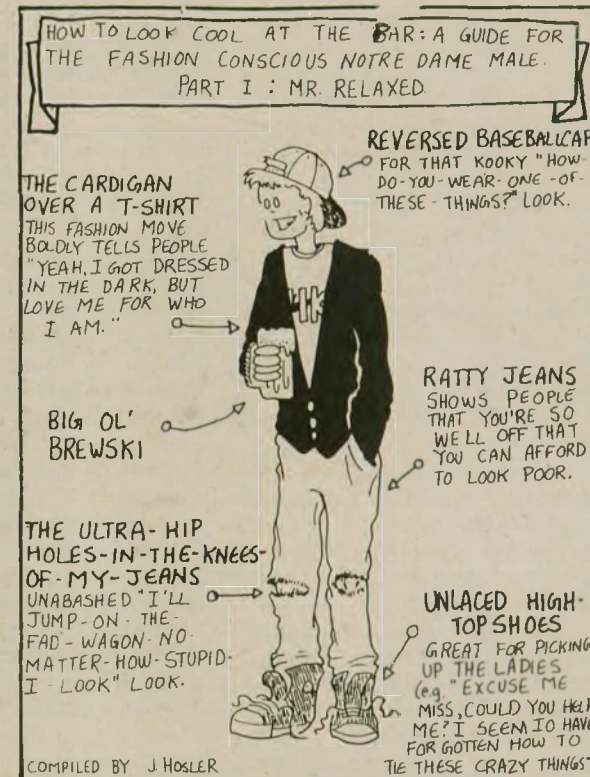 HOW TO LOOK COOL AT THE BAR: A GUIDE FOR
THE FASHION CONSCIOUS NOTRE DAME MALE.
PART I : MR. RELAXED
REVERSED BASEBALLCAP
FOR THAT KOOKY "HOW-
DO-YOU-WEAR-ONE-OF-
THESE-THINGS?" LOOK.
THE CARDIGAN
OVER A T-SHIRT
THIS FASHION MOVE
BOLDLY TELLS PEOPLE
"YEAH, I GOT DRESSED
IN THE DARK, BUT
LOVE ME FOR WHO
I AM."
BIG OL'
BREWSKI
RATTY JEANS
SHOWS PEOPLE
THAT YOU'RE SO
WELL OFF THAT
YOU CAN AFFORD
TO LOOK POOR.
THE ULTRA-HIP
HOLES-IN-THE-KNEES-
OF-MY-JEANS
UNABASHED "I'LL
JUMP-ON-THE-
FAD-WAGON-NO-
MATTER-HOW-STUPID-
I-LOOK" LOOK.
UNLACED HIGH-
TOP SHOES
GREAT FOR PICKING
UP THE LADIES
(e.g. "EXCUSE ME
MISS, COULD YOU HELP
ME? I SEEM TO HAVE
FORGOTTEN HOW TO
TIE THESE CRAZY THINGS"
COMPILED BY J. HOSLER